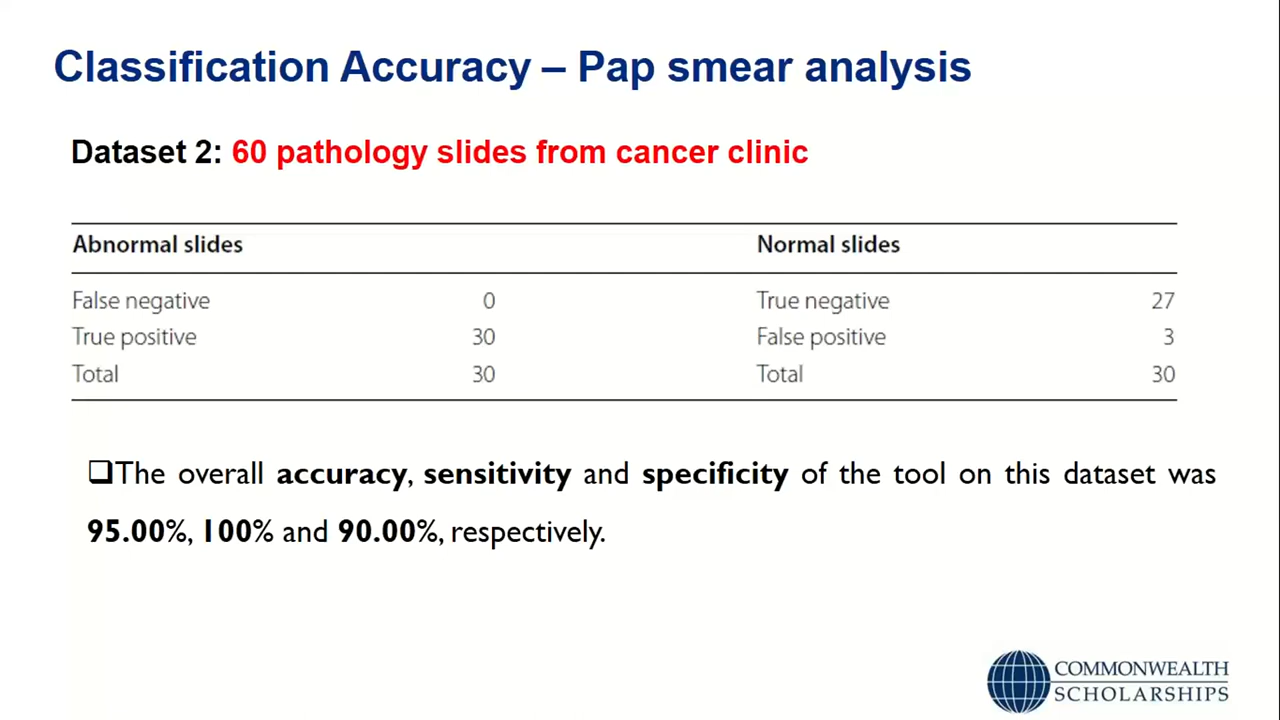 Classification Accuracy – Pap smear analysis
Dataset 2: 60 pathology slides from cancer clinic
Abnormal slides Normal slides
False negative 0 True negative 27
True positive 30 False positive 3
Total 30 Total 30
❑The overall accuracy, sensitivity and specificity of the tool on this dataset was
95.00%, 100% and 90.00%, respectively.
COMMONWEALTH
SCHOLARSHIPS